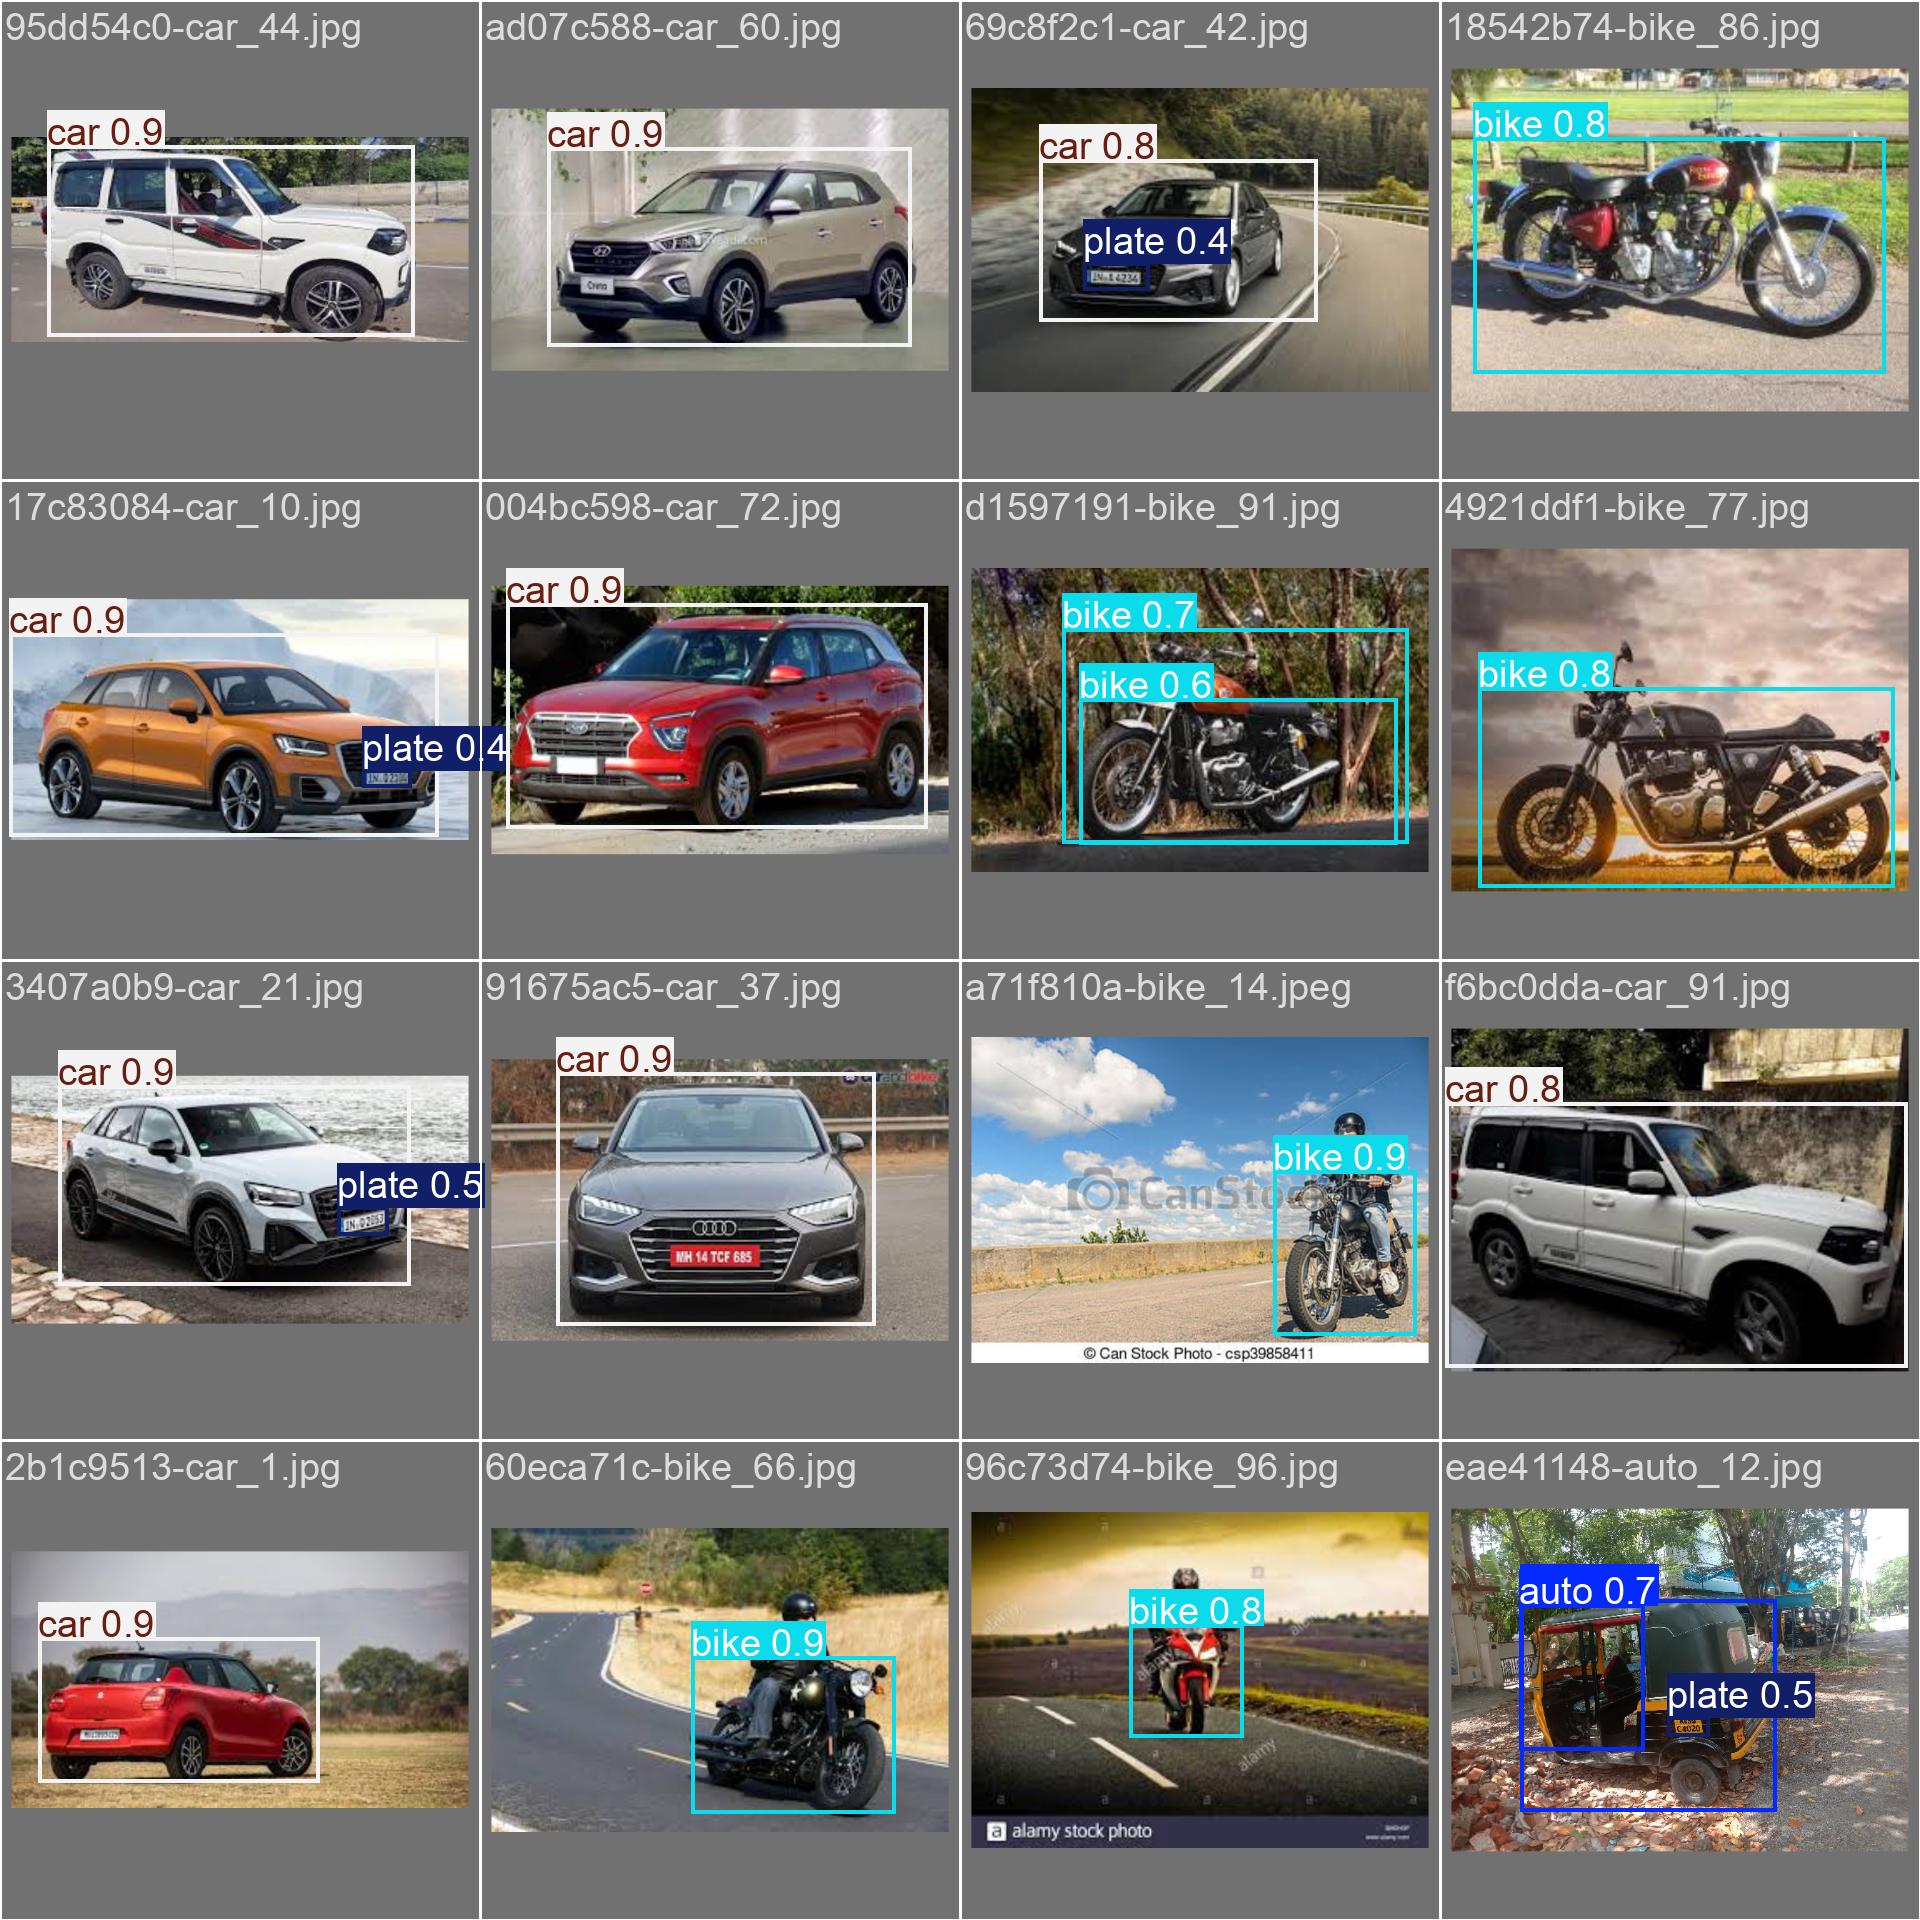 95dd54c0-car_44.jpg
ad07c588-car_60.jpg
69c8f2c1-car_42.jpg
18542b74-bike_86.jpg
car 0.9
car 0.9
Creta
car 0.8
plate 0.4
bike 0.8
17c83084-car_10.jpg
004bc598-car_72.jpg
d1597191-bike_91.jpg
4921ddf1-bike_77.jpg
car 0.9
plate 0.4
car 0.9
bike 0.7
bike 0.6
bike 0.8
3407a0b9-car_21.jpg
91675ac5-car_37.jpg
a71f810a-bike_14.jpeg
f6bc0dda-car_91.jpg
car 0.9
plate 0.5
car 0.9
MH 14 TCF 685
bike 0.9
CanStoc
© Can Stock Photo - csp39858411
car 0.8
2b1c9513-car_1.jpg
60eca71c-bike_66.jpg
96c73d74-bike_96.jpg
eae41148-auto_12.jpg
car 0.9
bike 0.9
bike 0.8
alamy
alamy
a alamy stock photo
auto 0.7
plate 0.5
C4020